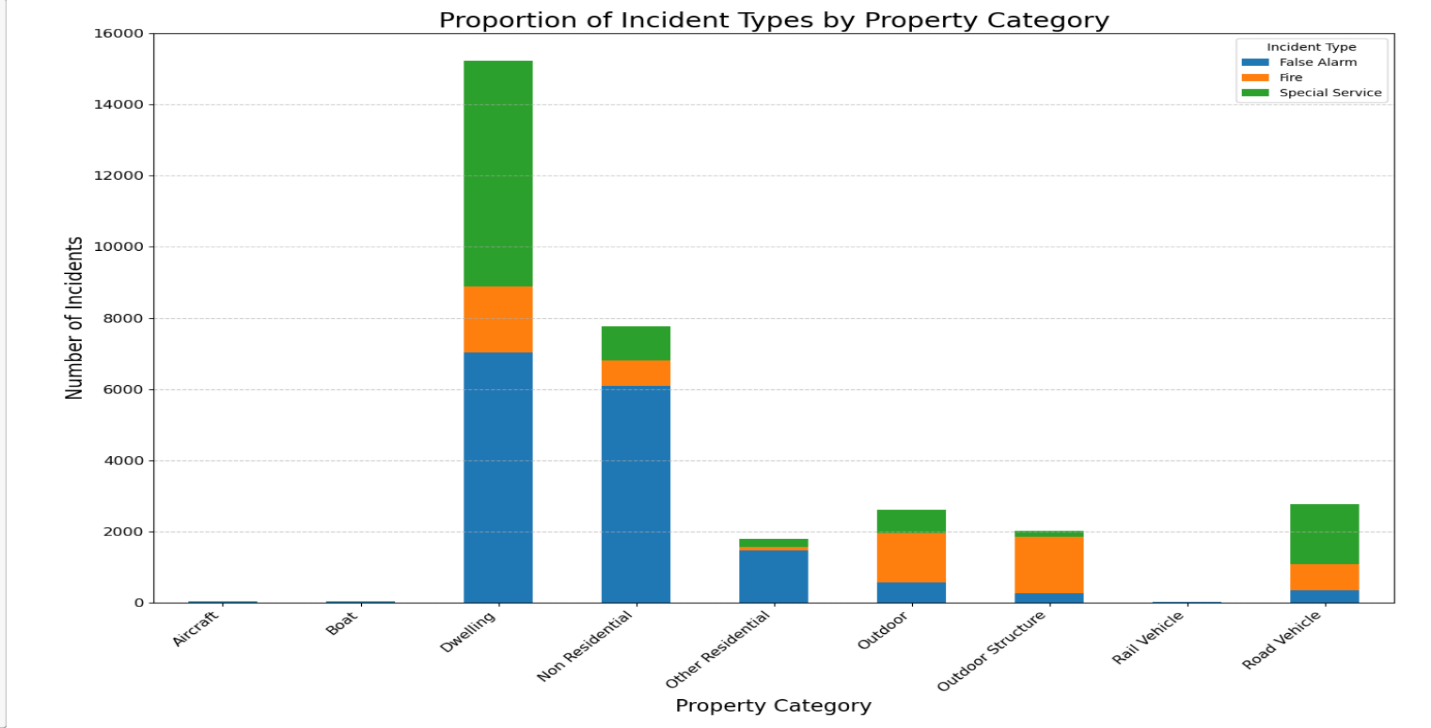 Proportion of Incident Types by Property Category
Incident Type
False Alarm
Fire
Special Service
Number of Incidents
16000
14000
12000
10000
8000
6000
4000
2000
0
Aircraft
Boat
Dwelling
Non Residential
Other Residential
Outdoor
Outdoor Structure
Rail Vehicle
Road Vehicle
Property Category